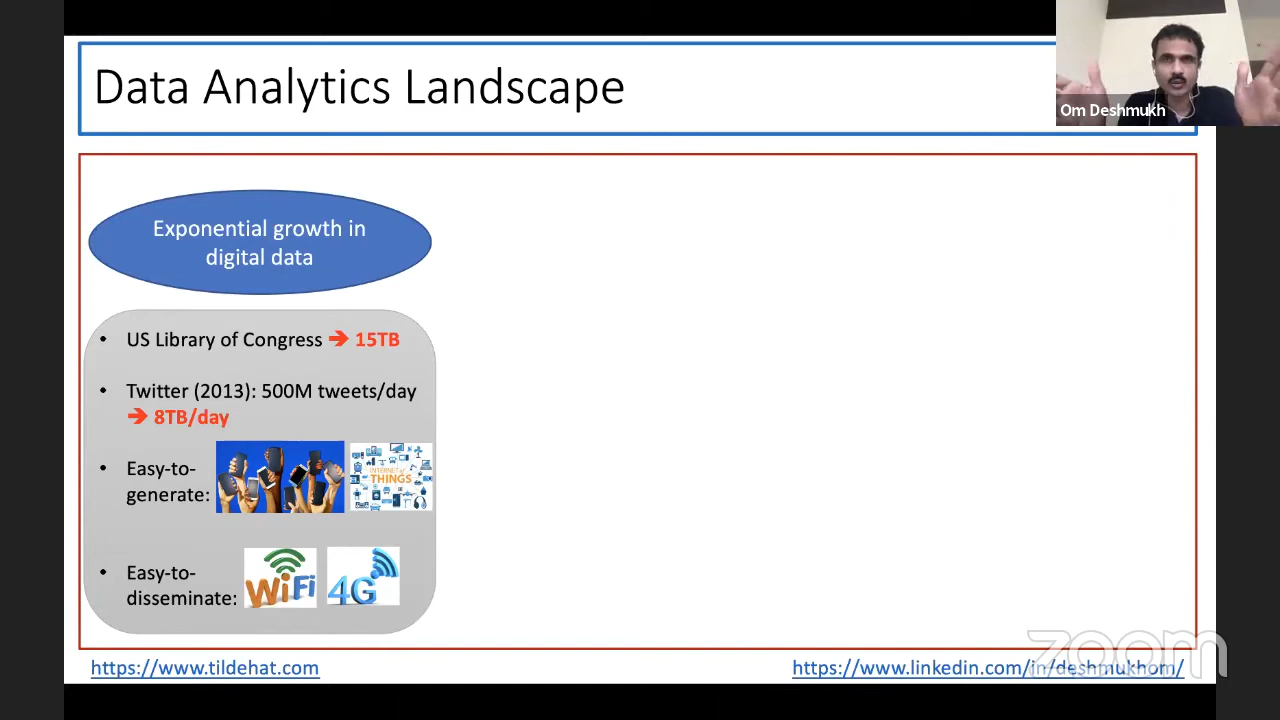 Data Analytics Landscape
Om Deshmukh
Exponential growth in
digital data
• US Library of Congress ➔ 15TB
• Twitter (2013): 500M tweets/day
➔ 8TB/day
• Easy-to-
generate:
INTERNET of
THINGS
• Easy-to-
disseminate:
WiFi
4G
zoom
https://www.tildehat.com
https://www.linkedin.com/in/deshmukhom/